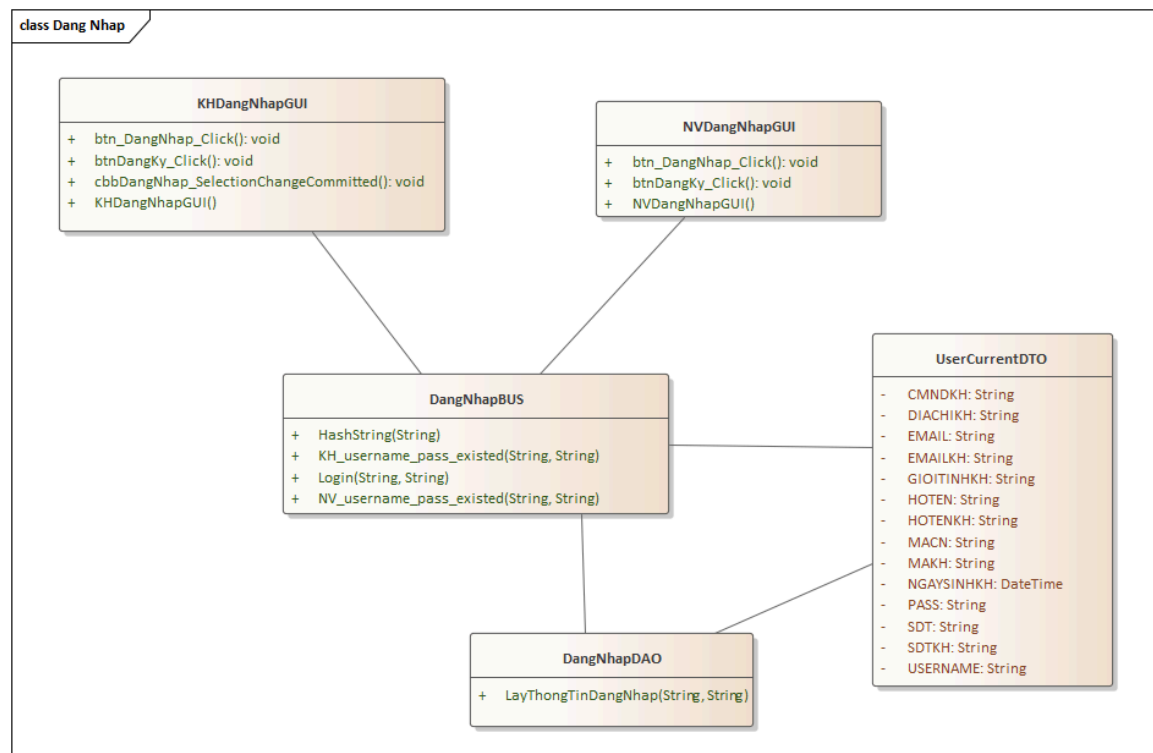 class Dang Nhap
KHDangNhapGUI
+ btn_DangNhap_Click(): void
+ btnDangKy_Click(): void
+ cbbDangNhap_SelectionChangeCommitted(): void
+ KHDangNhapGUI()
NVDangNhapGUI
+ btn_DangNhap_Click(): void
+ btnDangKy_Click(): void
+ NVDangNhapGUI()
DangNhapBUS
+ HashString(String)
+ KH_username_pass_existed(String, String)
+ Login(String, String)
+ NV_username_pass_existed(String, String)
UserCurrentDTO
- CMNDKH: String
- DIACHIKH: String
- EMAIL: String
- EMAILKH: String
- GIOITINHKH: String
- HOTEN: String
- HOTENKH: String
- MACN: String
- MAKH: String
- NGAYSINHKH: DateTime
- PASS: String
- SDT: String
- SDTKH: String
- USERNAME: String
DangNhapDAO
+ LayThongTinDangNhap(String, String)